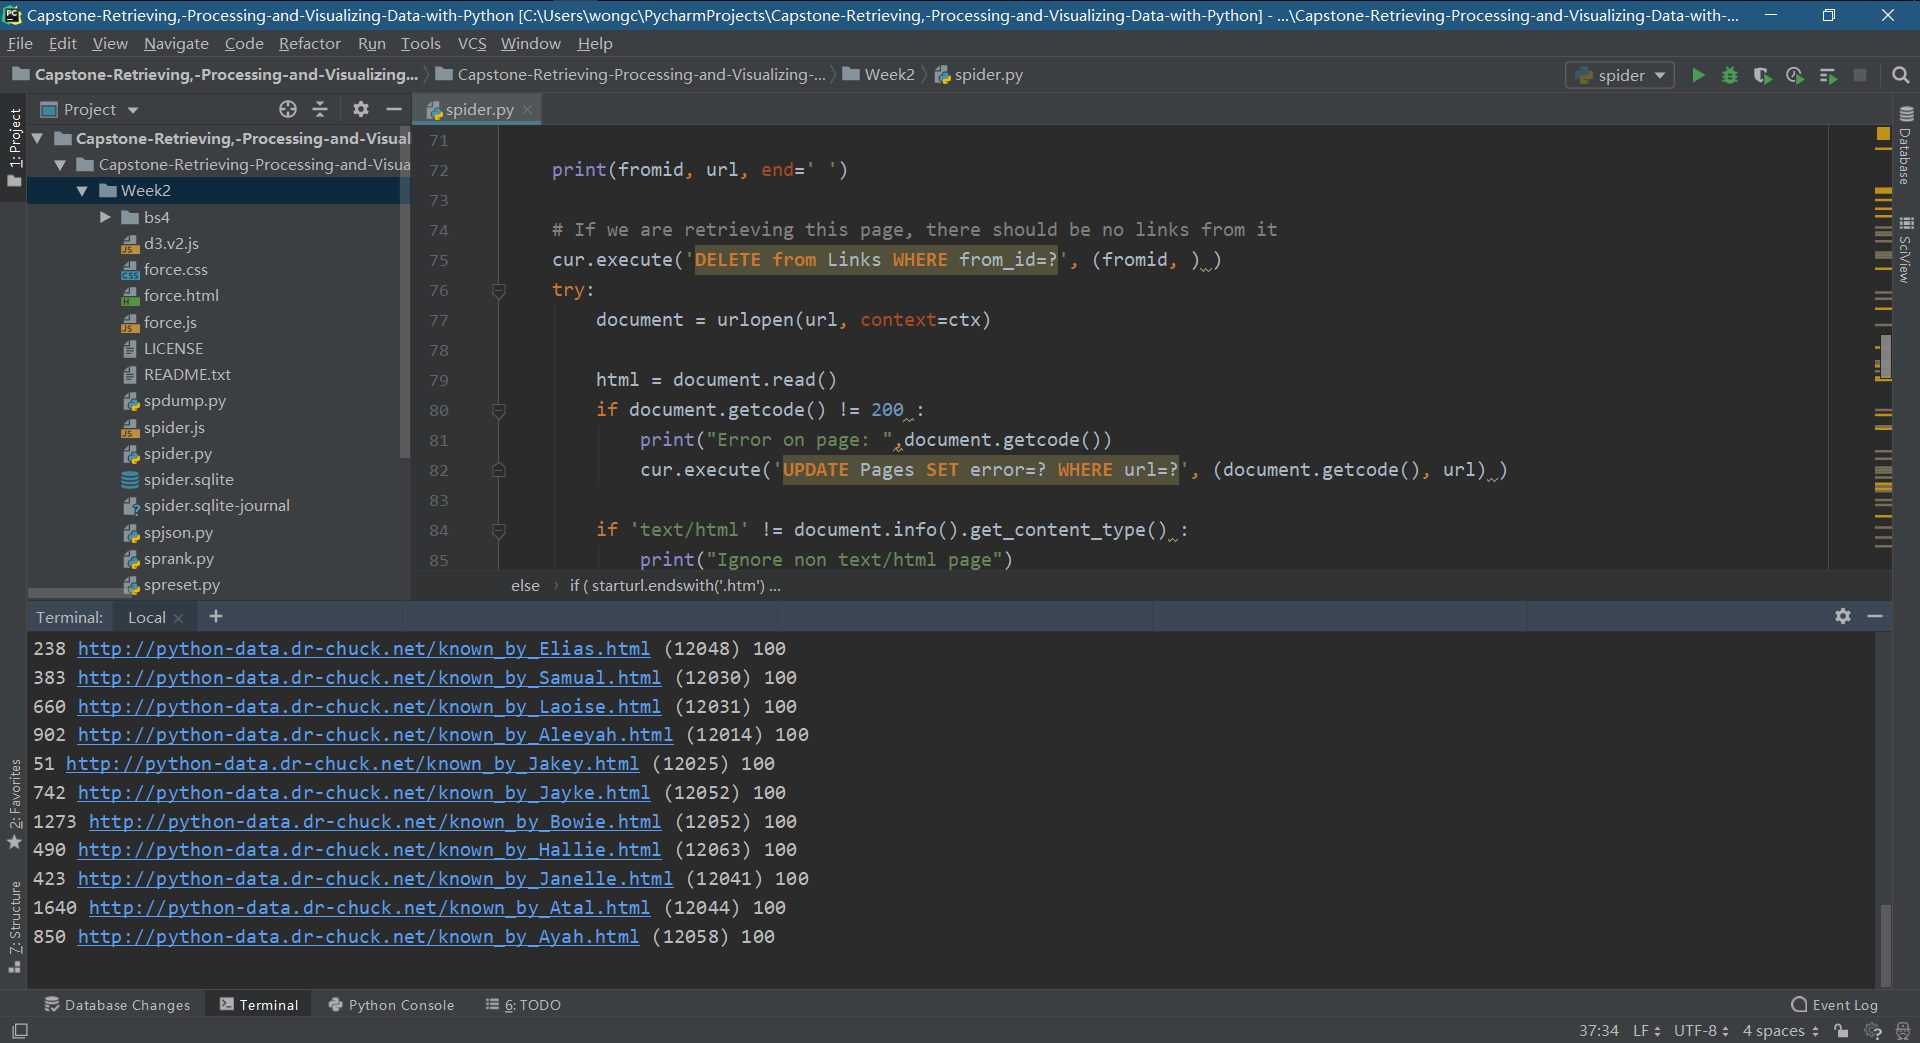 Capstone-Retrieving,-Processing-and-Visualizing-Data-with-Python [C:\Users\wongc\PycharmProjects\Capstone-Retrieving,-Processing-and-Visualizing-Data-with-Python] - ...\Capstone-Retrieving-Processing-and-Visualizing-Data-with-...
File Edit View Navigate Code Refactor Run Tools VCS Window Help
Capstone-Retrieving,-Processing-and-Visualizing... Capstone-Retrieving-Processing-and-Visualizing-... Week2 spider.py spider
1: Project
Project
Capstone-Retrieving,-Processing-and-Visual
Capstone-Retrieving-Processing-and-Visua
Week2
bs4
d3.v2.js
force.css
force.html
force.js
LICENSE
README.txt
spdump.py
spider.js
spider.py
spider.sqlite
spider.sqlite-journal
spjson.py
sprank.py
spreset.py
spider.py
71
72 print(fromid, url, end=' ')
73
74 # If we are retrieving this page, there should be no links from it
75 cur.execute('DELETE from Links WHERE from_id=?', (fromid, ) )
76 try:
77 document = urlopen(url, context=ctx)
78
79 html = document.read()
80 if document.getcode() != 200 :
81 print("Error on page: ",document.getcode())
82 cur.execute('UPDATE Pages SET error=? WHERE url=?', (document.getcode(), url) )
83
84 if 'text/html' != document.info().get_content_type() :
85 print("Ignore non text/html page")
else › if ( starturl.endswith('.htm') ...
Database
SciView
Terminal: Local
238 http://python-data.dr-chuck.net/known_by_Elias.html (12048) 100
383 http://python-data.dr-chuck.net/known_by_Samual.html (12030) 100
660 http://python-data.dr-chuck.net/known_by_Laoise.html (12031) 100
902 http://python-data.dr-chuck.net/known_by_Aleeyah.html (12014) 100
51 http://python-data.dr-chuck.net/known_by_Jakey.html (12025) 100
742 http://python-data.dr-chuck.net/known_by_Jayke.html (12052) 100
1273 http://python-data.dr-chuck.net/known_by_Bowie.html (12052) 100
490 http://python-data.dr-chuck.net/known_by_Hallie.html (12063) 100
423 http://python-data.dr-chuck.net/known_by_Janelle.html (12041) 100
1640 http://python-data.dr-chuck.net/known_by_Atal.html (12044) 100
850 http://python-data.dr-chuck.net/known_by_Ayah.html (12058) 100
2: Favorites
7: Structure
Database Changes Terminal Python Console 6: TODO Event Log
37:34 LF UTF-8 4 spaces